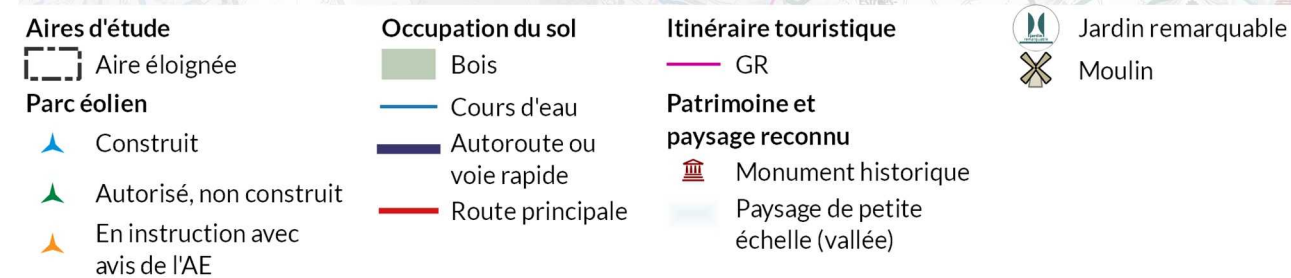 Aires d'étude
Aire éloignée
Parc éolien
Construit
Autorisé, non construit
En instruction avec
avis de l'AE
Occupation du sol
Bois
Cours d'eau
Autoroute ou
voie rapide
Route principale
Itinéraire touristique
GR
Patrimoine et
paysage reconnu
Monument historique
Paysage de petite
échelle (vallée)
Jardin remarquable
Moulin